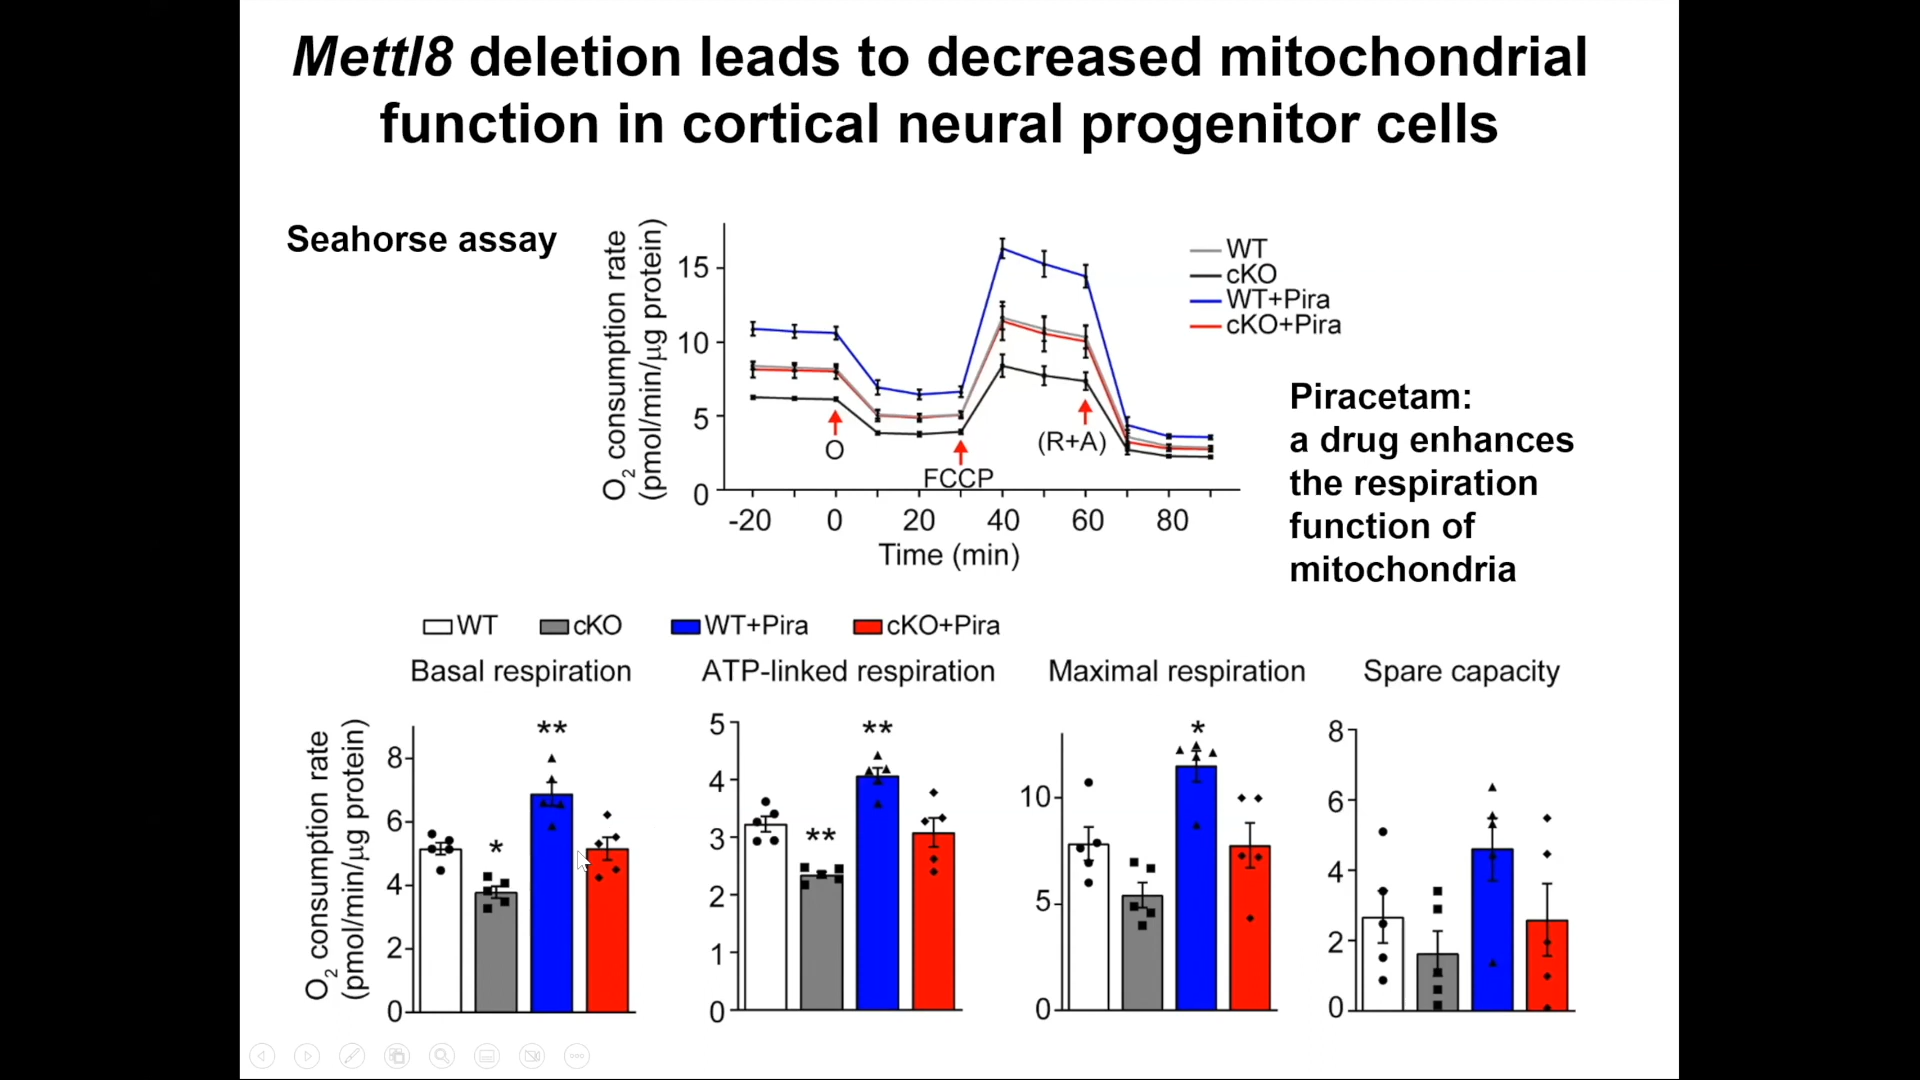 Mettl8 deletion leads to decreased mitochondrial
function in cortical neural progenitor cells
Seahorse assay
O2 consumption rate
(pmol/min/μg protein)
15
10
5
0
-20 0 20 40 60 80
Time (min)
O
FCCP
(R+A)
WT
cKO
WT+Pira
cKO+Pira
Piracetam:
a drug enhances
the respiration
function of
mitochondria
WT cKO WT+Pira cKO+Pira
Basal respiration
O2 consumption rate
(pmol/min/μg protein)
8
6
4
2
0
*
**
ATP-linked respiration
5
4
3
2
1
0
**
**
Maximal respiration
10
5
0
*
Spare capacity
8
6
4
2
0